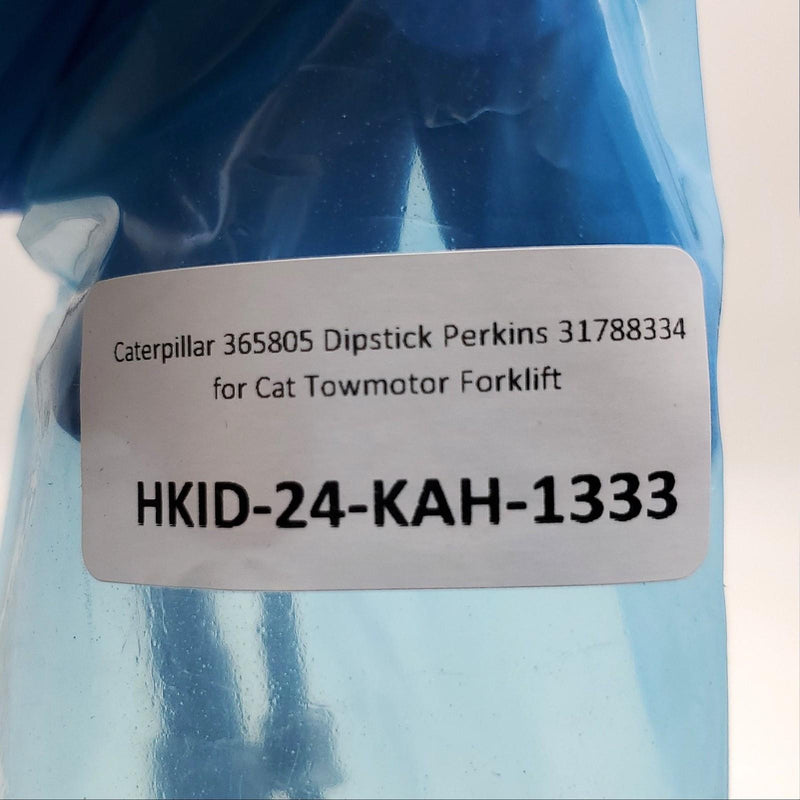 Caterpillar 365805 Dipstick Perkins 31788334
for Cat Towmotor Forklift
HKID-24-KAH-1333